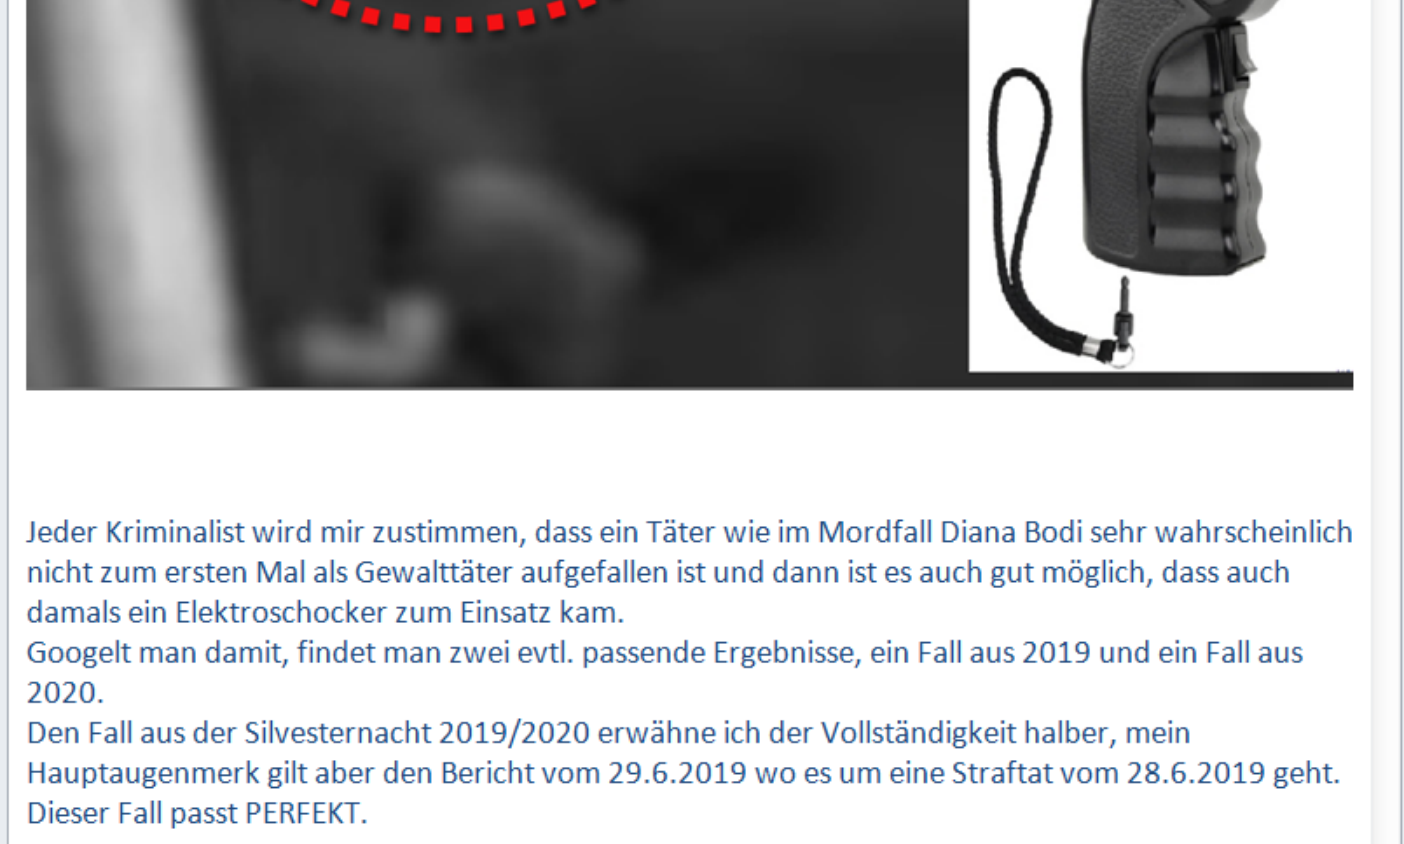 Jeder Kriminalist wird mir zustimmen, dass ein Täter wie im Mordfall Diana Bodi sehr wahrscheinlich
nicht zum ersten Mal als Gewalttäter aufgefallen ist und dann ist es auch gut möglich, dass auch
damals ein Elektroschocker zum Einsatz kam.
Googelt man damit, findet man zwei evtl. passende Ergebnisse, ein Fall aus 2019 und ein Fall aus
2020.
Den Fall aus der Silvesternacht 2019/2020 erwähne ich der Vollständigkeit halber, mein
Hauptaugenmerk gilt aber den Bericht vom 29.6.2019 wo es um eine Straftat vom 28.6.2019 geht.
Dieser Fall passt PERFEKT.